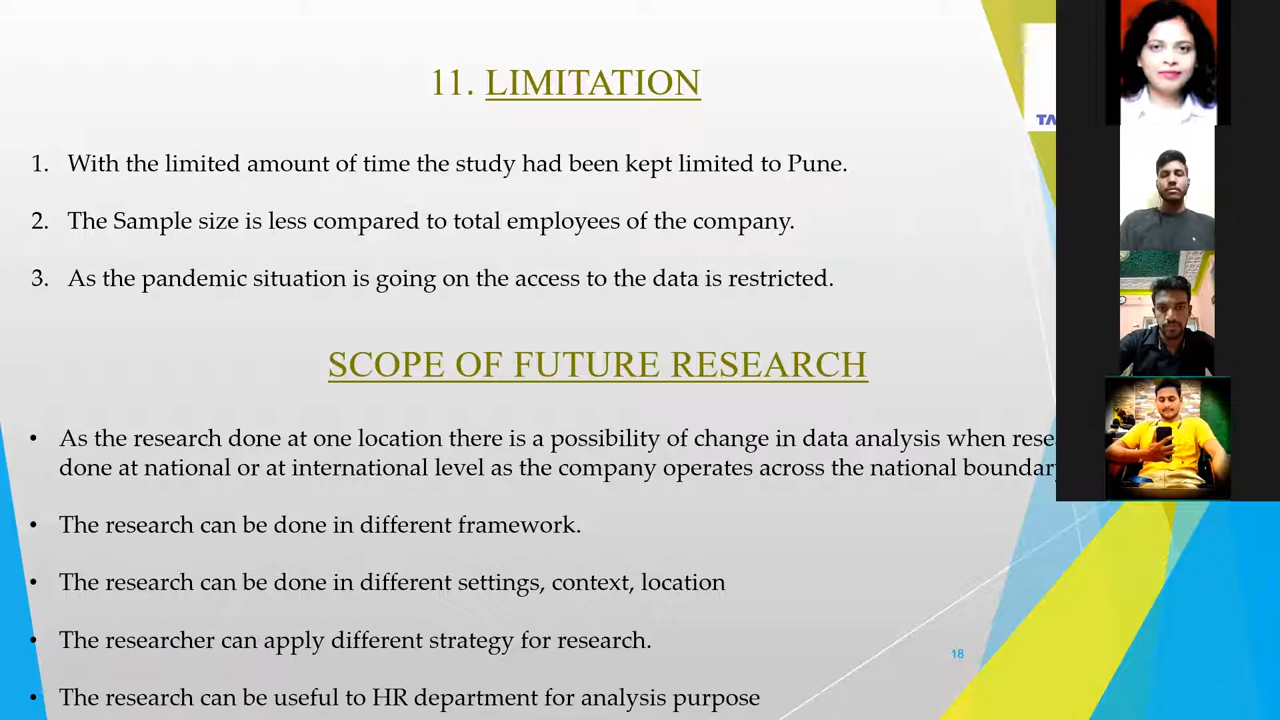 11. LIMITATION
1. With the limited amount of time the study had been kept limited to Pune.
2. The Sample size is less compared to total employees of the company.
3. As the pandemic situation is going on the access to the data is restricted.
SCOPE OF FUTURE RESEARCH
• As the research done at one location there is a possibility of change in data analysis when
done at national or at international level as the company operates across the national
• The research can be done in different framework.
• The research can be done in different settings, context, location
• The researcher can apply different strategy for research.
18
• The research can be useful to HR department for analysis purpose